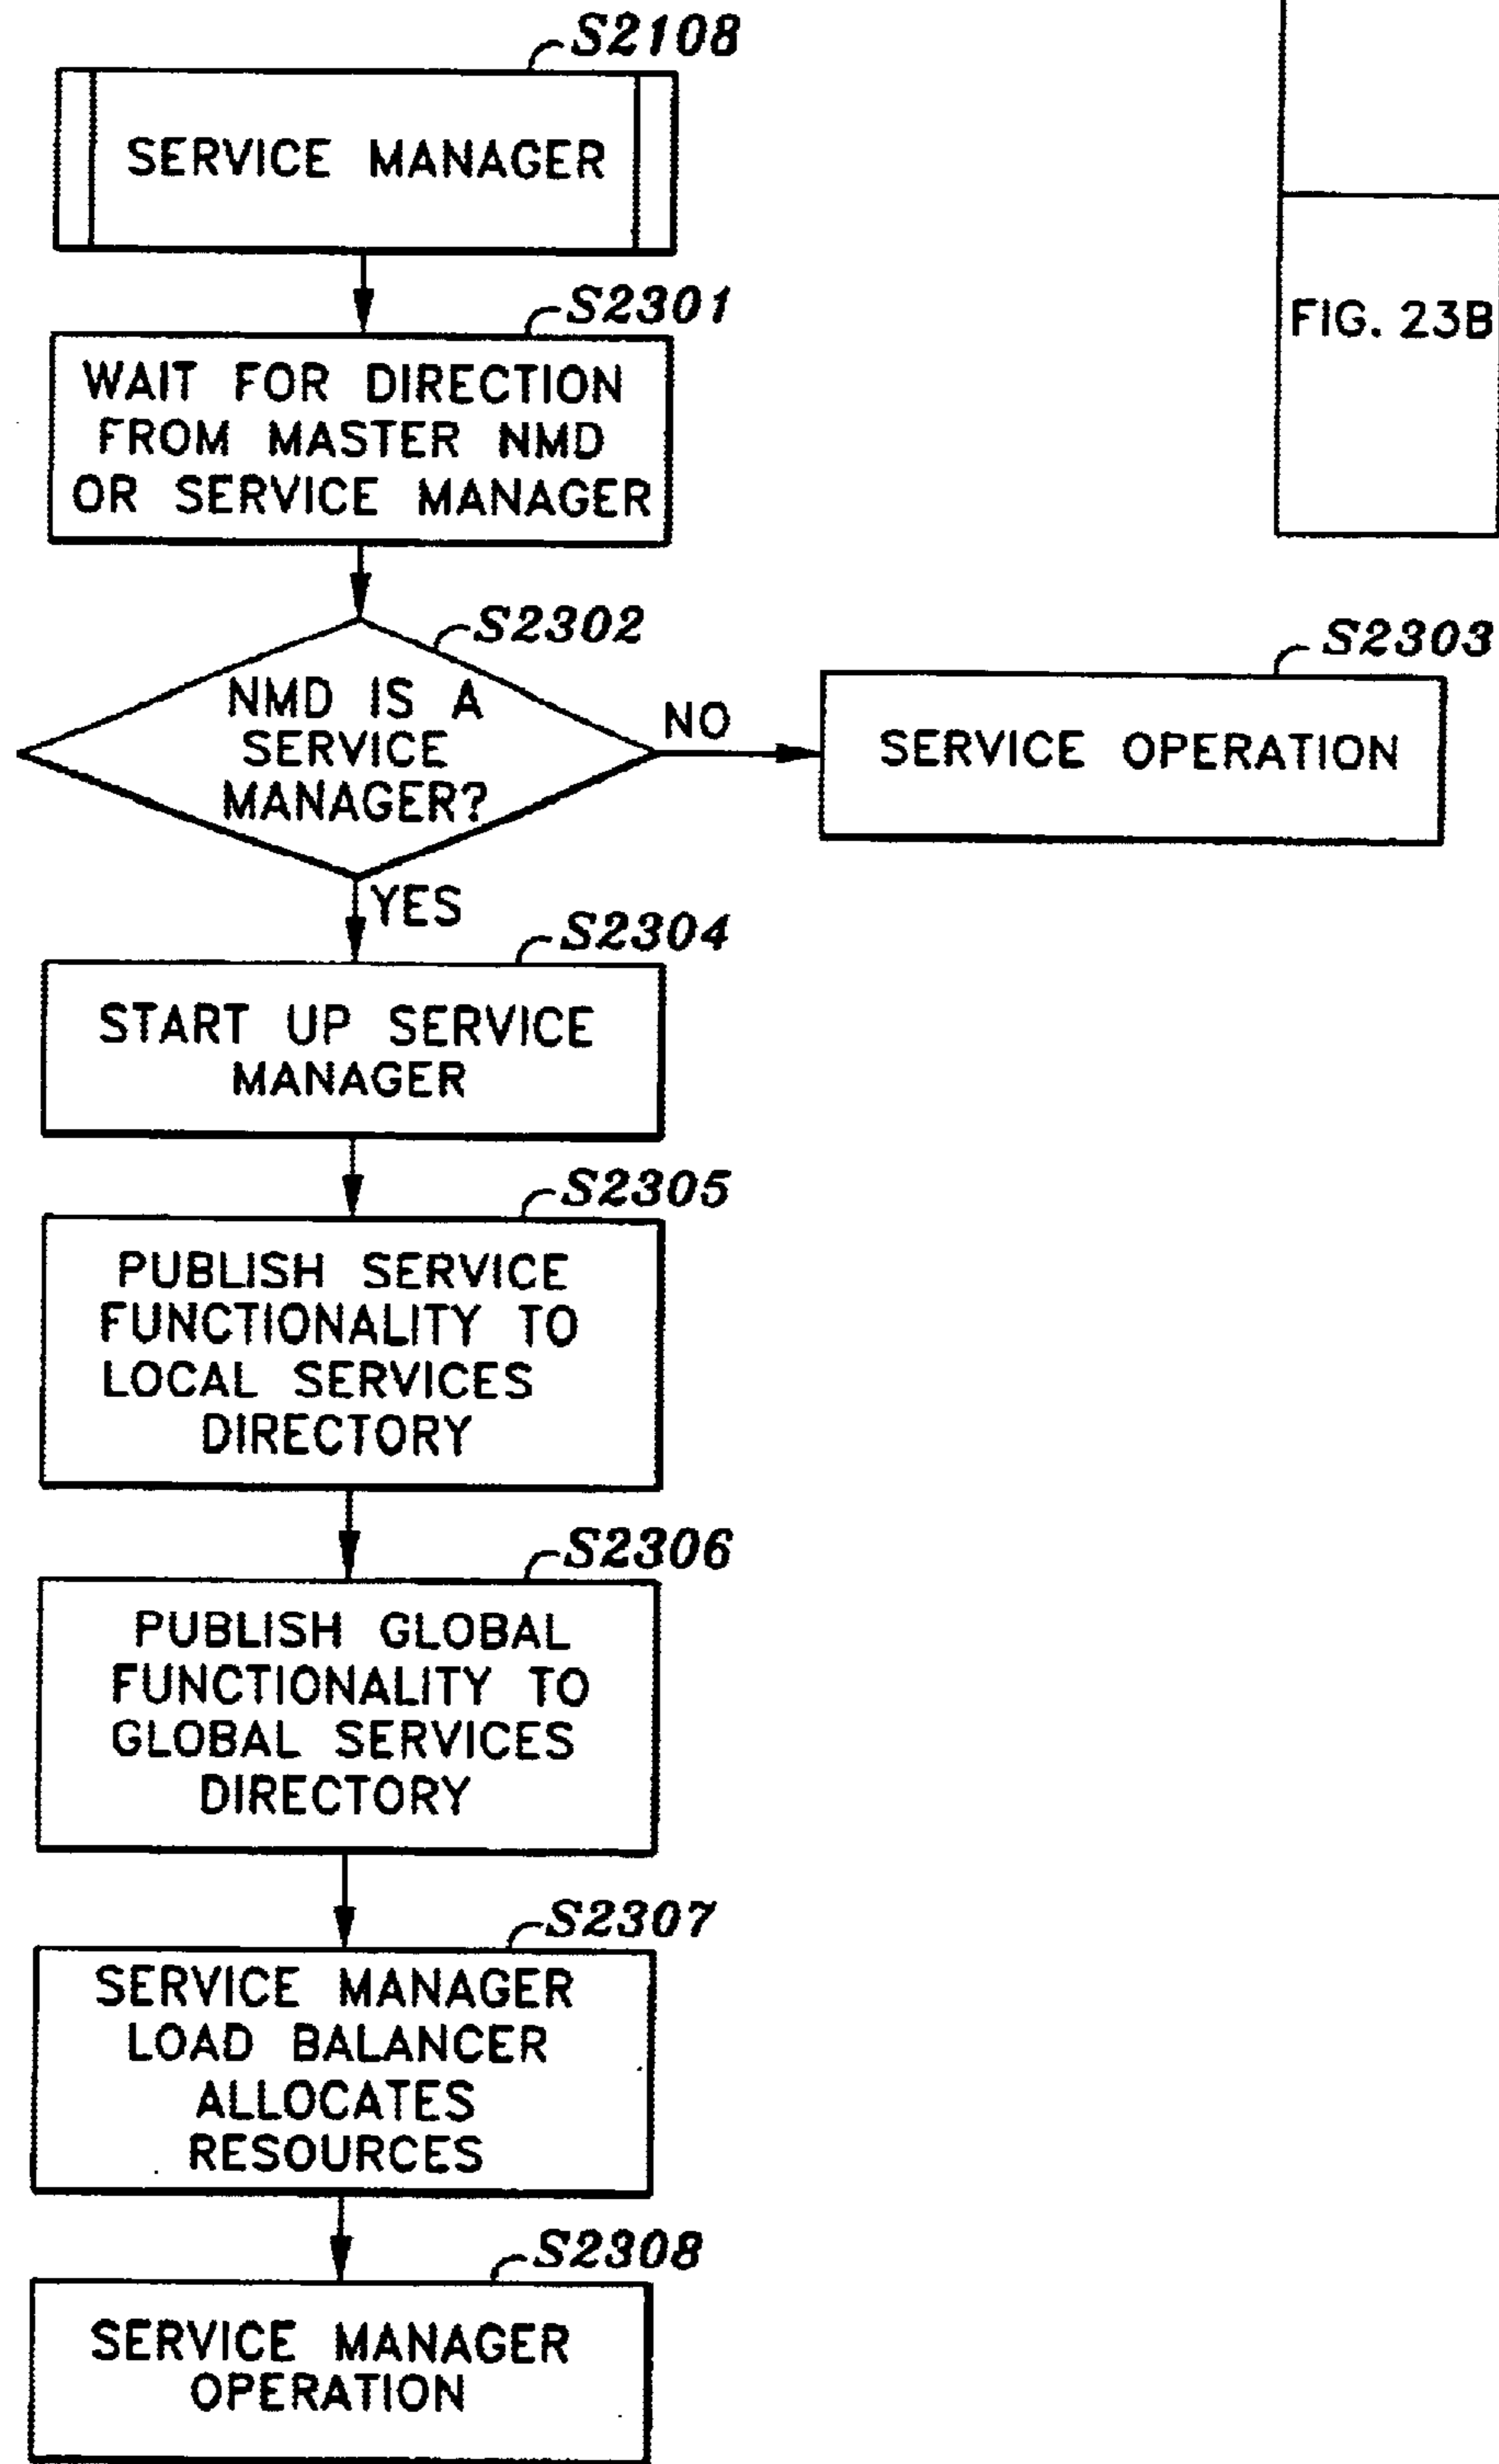 S2108
SERVICE MANAGER
S2301
WAIT FOR DIRECTION
FROM MASTER NMD
OR SERVICE MANAGER
FIG. 23B
S2302
NMD IS A
SERVICE
MANAGER?
NO
S2303
SERVICE OPERATION
YES
S2304
START UP SERVICE
MANAGER
S2305
PUBLISH SERVICE
FUNCTIONALITY TO
LOCAL SERVICES
DIRECTORY
S2306
PUBLISH GLOBAL
FUNCTIONALITY TO
GLOBAL SERVICES
DIRECTORY
S2307
SERVICE MANAGER
LOAD BALANCER
ALLOCATES
RESOURCES
S2308
SERVICE MANAGER
OPERATION